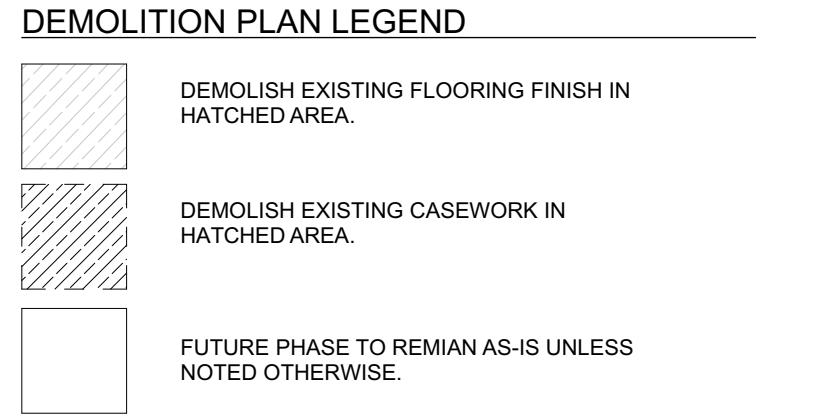 DEMOLITION PLAN LEGEND
DEMOLISH EXISTING FLOORING FINISH IN
HATCHED AREA.
DEMOLISH EXISTING CASEWORK IN
HATCHED AREA.
FUTURE PHASE TO REMIAN AS-IS UNLESS
NOTED OTHERWISE.